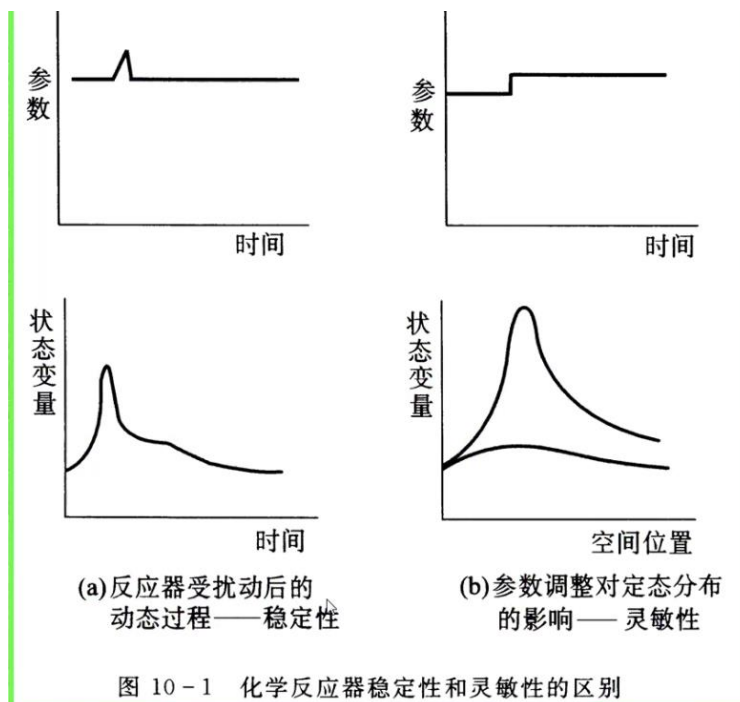 参数
时间
参数
时间
状态变量
时间
状态变量
空间位置
(a)反应器受扰动后的
动态过程——稳定性
(b)参数调整对定态分布
的影响—— 灵敏性
图 10-1 化学反应器稳定性和灵敏性的区别